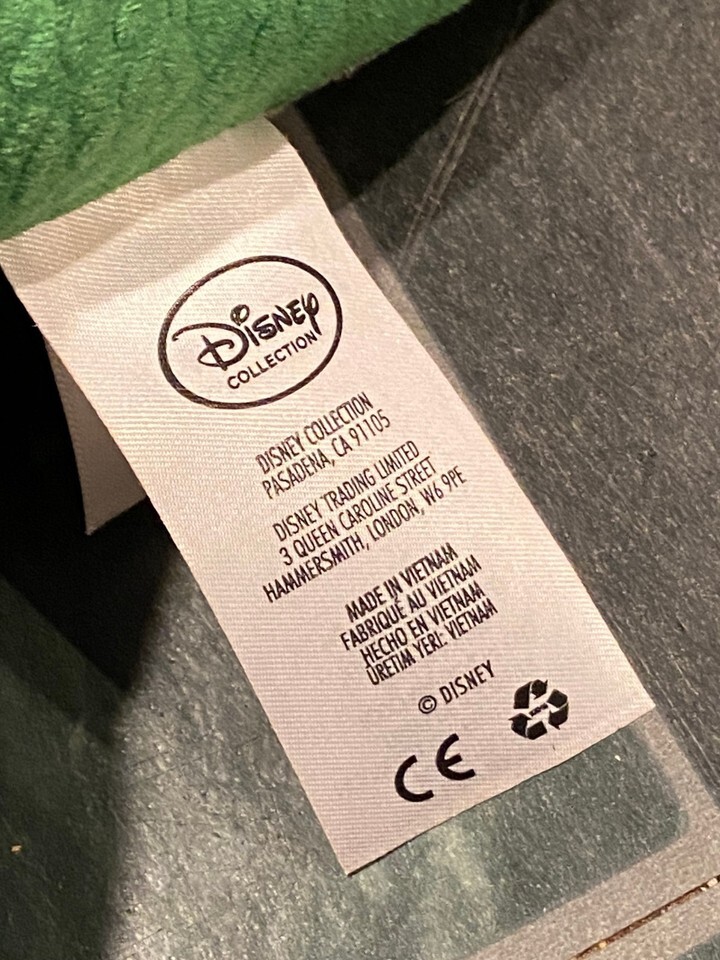 Disney
COLLECTION
DISNEY COLLECTION
PASADENA, CA 91105
DISNEY TRADING LIMITED
3 QUEEN CAROLINE STREET
HAMMERSMITH, LONDON, W6 9PE
MADE IN VIETNAM
FABRIQUÉ AU VIETNAM
HECHO EN VIETNAM
ÜRETIM YERI: VIETNAM
© DISNEY
CE